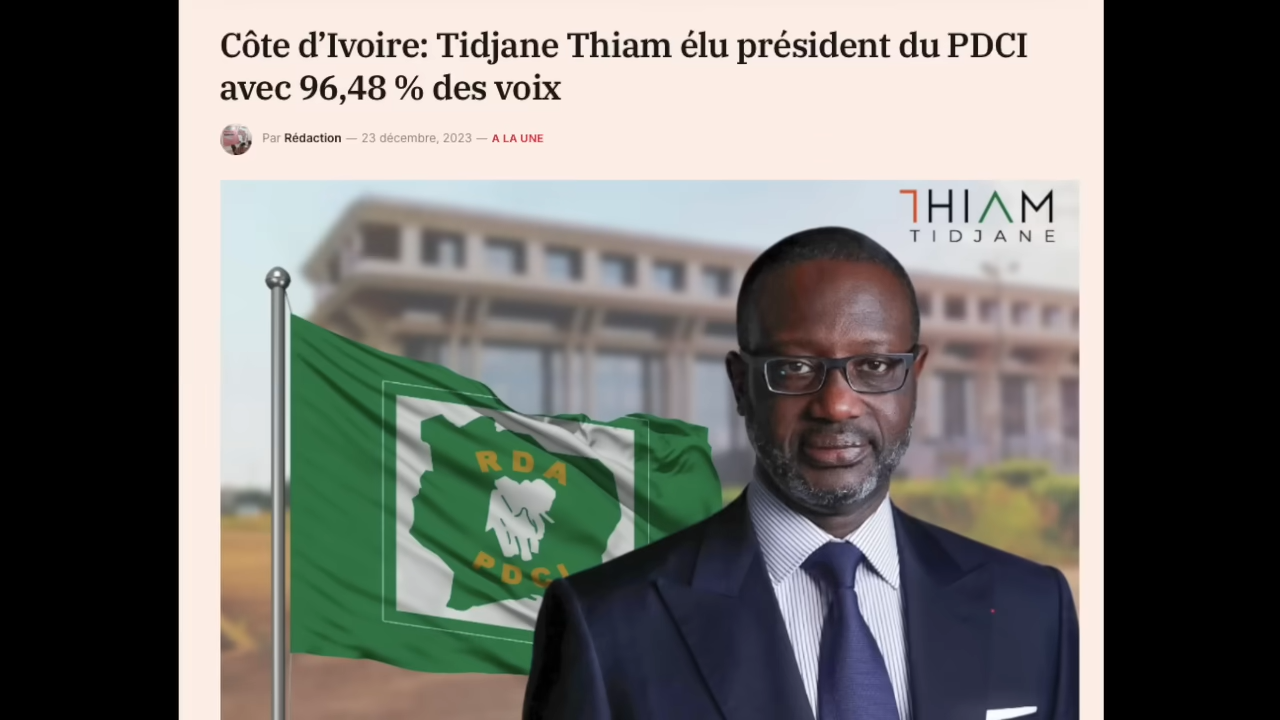 Côte d’Ivoire: Tidjane Thiam élu président du PDCI
avec 96,48 % des voix
Par Rédaction — 23 décembre, 2023 — A LA UNE
THIAM
TIDJANE
RDA
PDCI